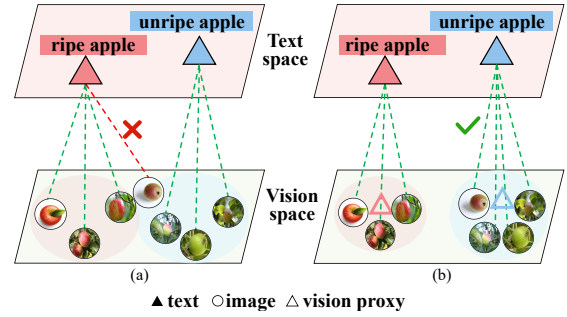 unripe apple
ripe apple
Text
space
unripe apple
ripe apple
Vision
space
(a)
(b)
text image vision proxy